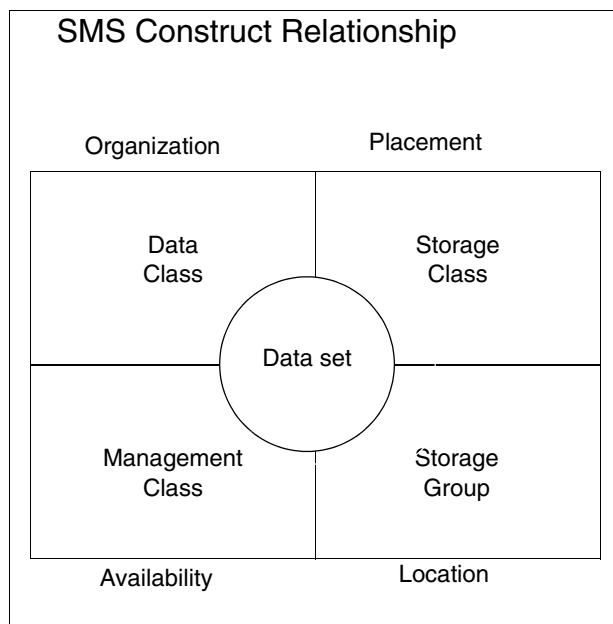 SMS Construct Relationship
Organization
Placement
Data
Class
Storage
Class
Data set
Management
Class
Storage
Group
Availability
Location